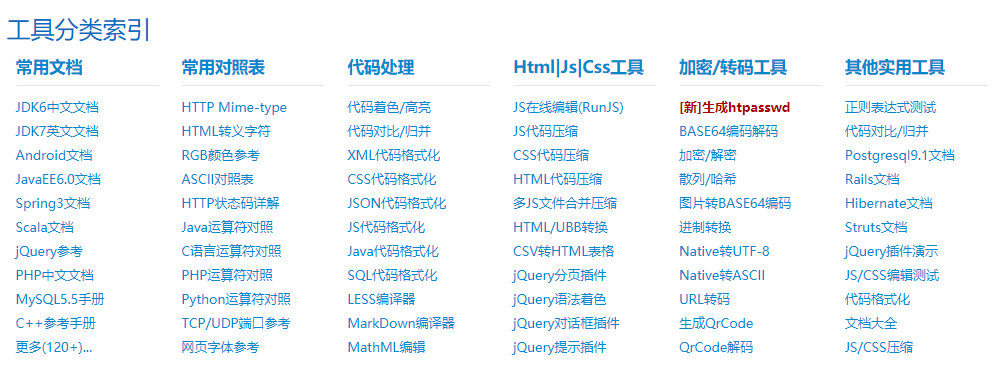 工具分类索引
常用文档
JDK6中文文档
JDK7英文文档
Android文档
JavaEE6.0文档
Spring3文档
Scala文档
jQuery参考
PHP中文文档
MySQL5.5手册
C++参考手册
更多(120+)...
常用对照表
HTTP Mime-type
HTML转义字符
RGB颜色参考
ASCII对照表
HTTP状态码详解
Java运算符对照
C语言运算符对照
PHP运算符对照
Python运算符对照
TCP/UDP端口参考
网页字体参考
代码处理
代码着色/高亮
代码对比/归并
XML代码格式化
CSS代码格式化
JSON代码格式化
JS代码格式化
Java代码格式化
SQL代码格式化
LESS编译器
MarkDown编译器
MathML编辑
Html|Js|Css工具
JS在线编辑(RunJS)
JS代码压缩
CSS代码压缩
HTML代码压缩
多JS文件合并压缩
HTML/UBB转换
CSV转HTML表格
jQuery分页插件
jQuery语法着色
jQuery对话框插件
jQuery提示插件
加密/转码工具
[新]生成htpasswd
BASE64编码解码
加密/解密
散列/哈希
图片转BASE64编码
进制转换
Native转UTF-8
Native转ASCII
URL转码
生成QrCode
QrCode解码
其他实用工具
正则表达式测试
代码对比/归并
Postgresql9.1文档
Rails文档
Hibernate文档
Struts文档
jQuery插件演示
JS/CSS编辑测试
代码格式化
文档大全
JS/CSS压缩